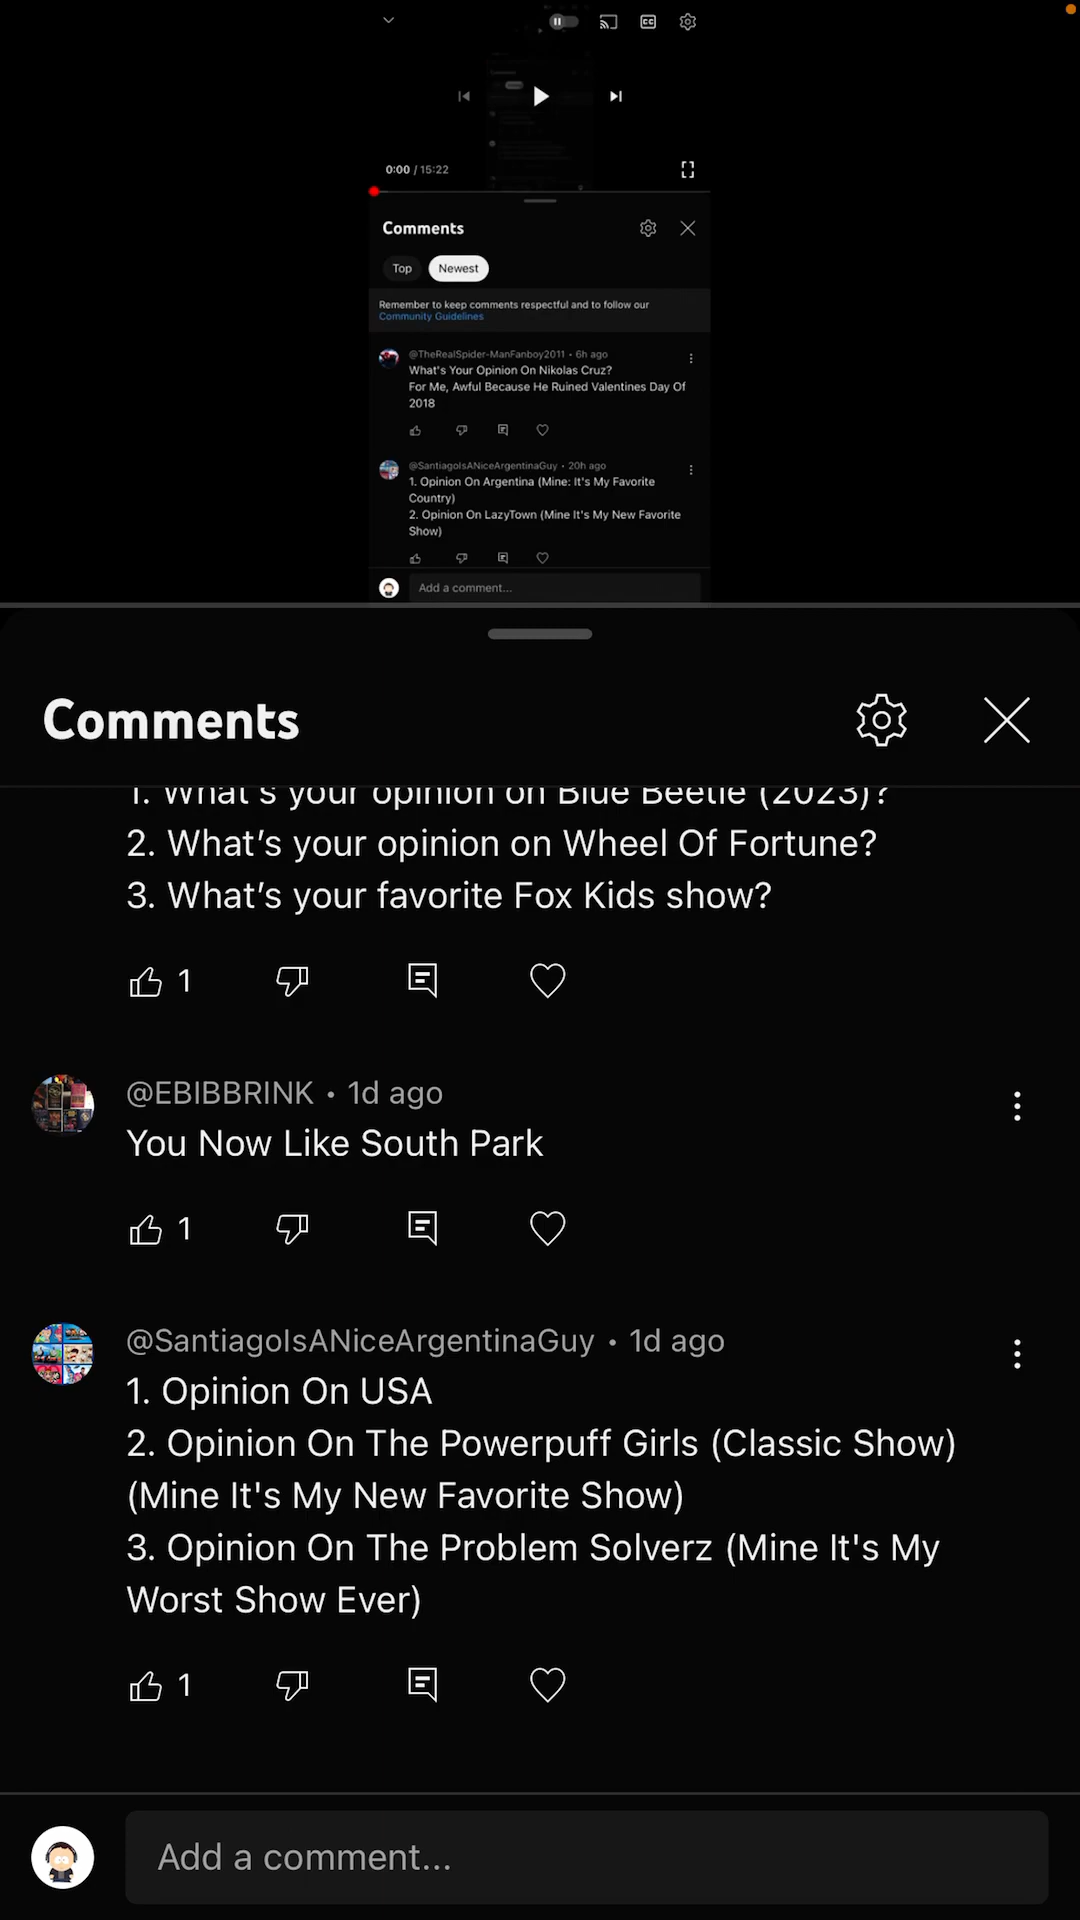 0:00 / 15:22
Comments
Top
Newest
Remember to keep comments respectful and to follow our
Community Guidelines
@TheRealSpider-ManFanboy2011 • 6h ago
What's Your Opinion On Nikolas Cruz?
For Me, Awful Because He Ruined Valentines Day Of
2018
@SantiagoIsANiceArgentinaGuy • 20h ago
1. Opinion On Argentina (Mine: It's My Favorite
Country)
2. Opinion On LazyTown (Mine It's My New Favorite
Show)
Add a comment...
Comments
1. What's your opinion on Blue Beetle (2023)?
2. What's your opinion on Wheel Of Fortune?
3. What's your favorite Fox Kids show?
1
@EBIBBRINK • 1d ago
You Now Like South Park
1
@SantiagoIsANiceArgentinaGuy • 1d ago
1. Opinion On USA
2. Opinion On The Powerpuff Girls (Classic Show)
(Mine It's My New Favorite Show)
3. Opinion On The Problem Solverz (Mine It's My
Worst Show Ever)
1
Add a comment...